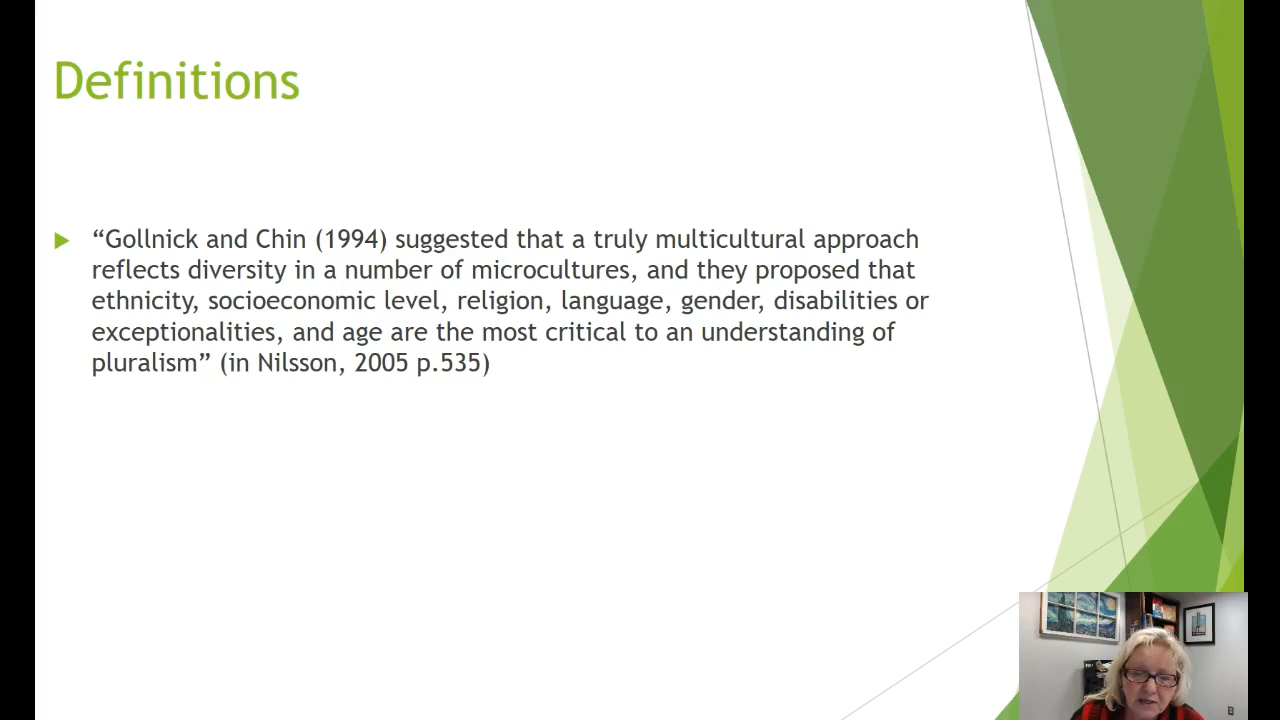 Definitions
“Gollnick and Chin (1994) suggested that a truly multicultural approach
reflects diversity in a number of microcultures, and they proposed that
ethnicity, socioeconomic level, religion, language, gender, disabilities or
exceptionalities, and age are the most critical to an understanding of
pluralism” (in Nilsson, 2005 p.535)